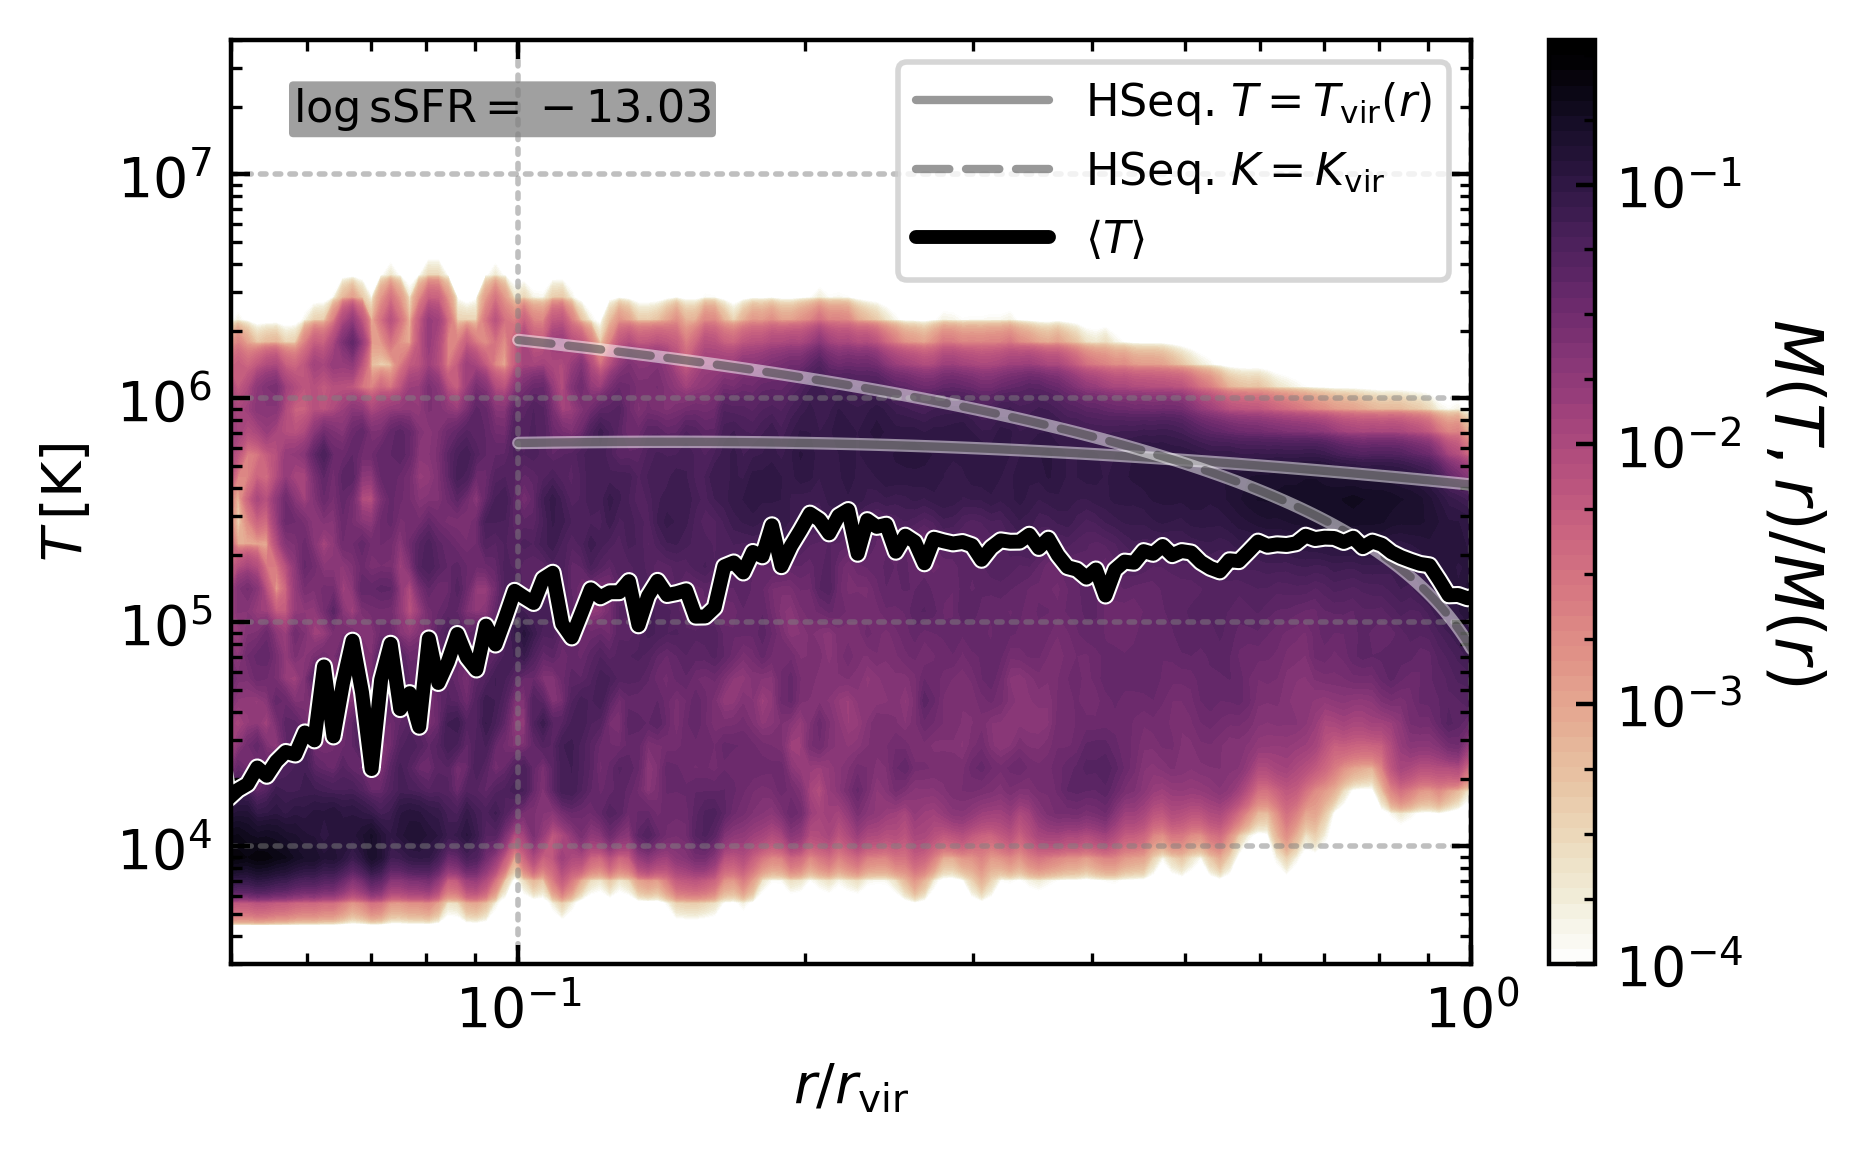 log sSFR = −13.03
HSeq. T = T_vir(r)
HSeq. K = K_vir
⟨T⟩
T [K]
10^7
10^6
10^5
10^4
10^−1
10^0
r/r_vir
10^−1
10^−2
10^−3
10^−4
M(T, r)/M(r)